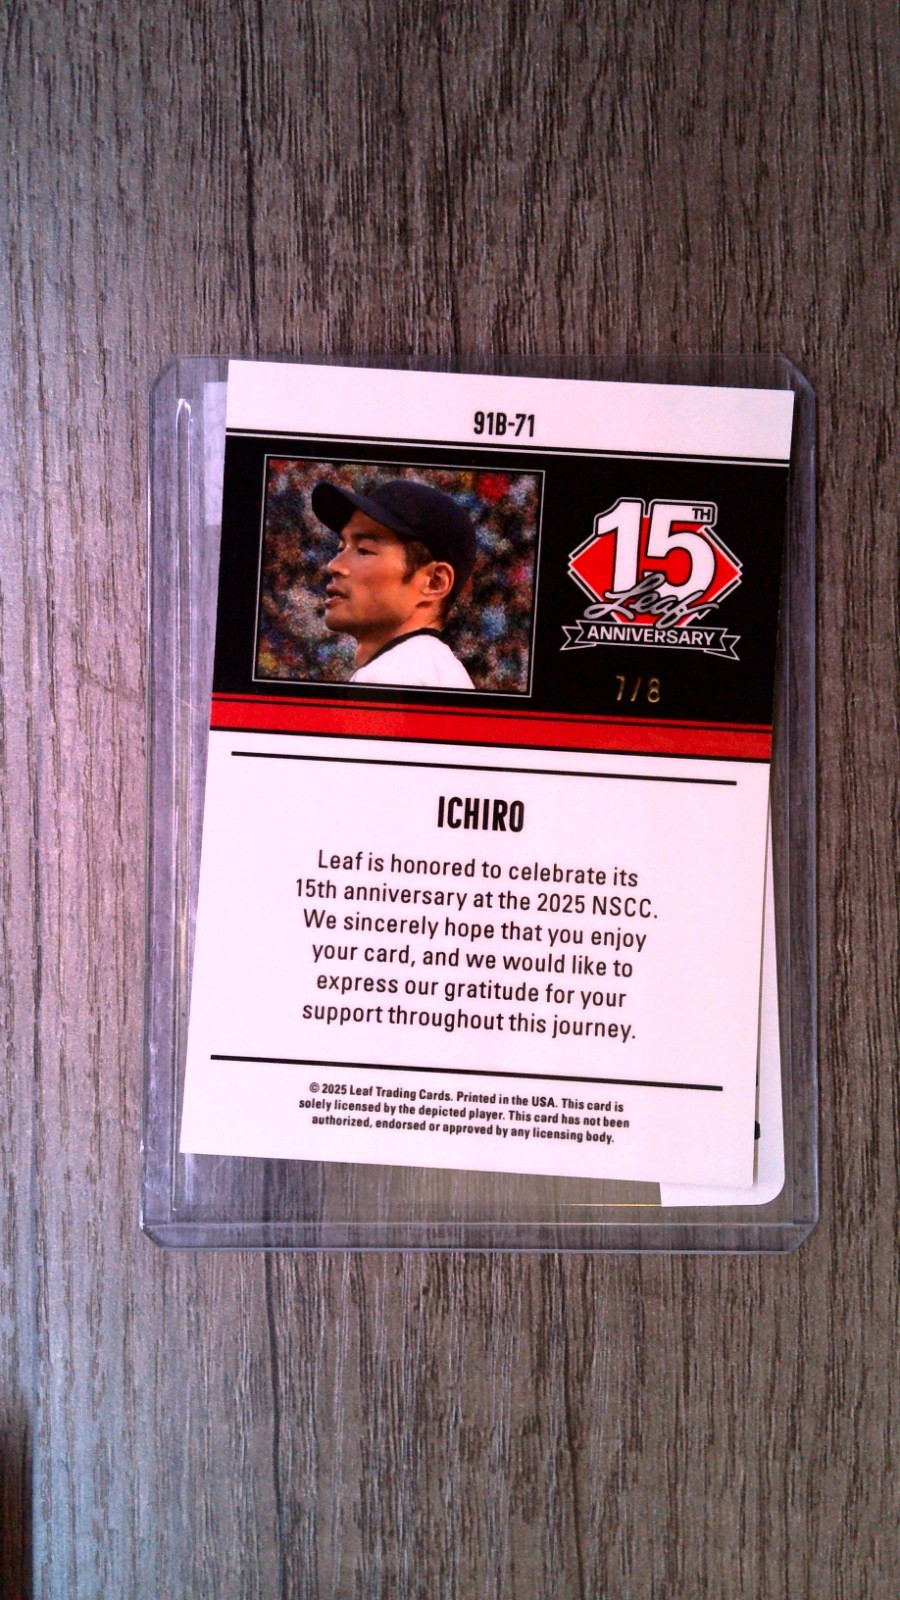 91B-71
15TH
Leaf
ANNIVERSARY
7/8
ICHIRO
Leaf is honored to celebrate its
15th anniversary at the 2025 NSCC.
We sincerely hope that you enjoy
your card, and we would like to
express our gratitude for your
support throughout this journey.
© 2025 Leaf Trading Cards. Printed in the USA. This card is
solely licensed by the depicted player. This card has not been
authorized, endorsed or approved by any licensing body.